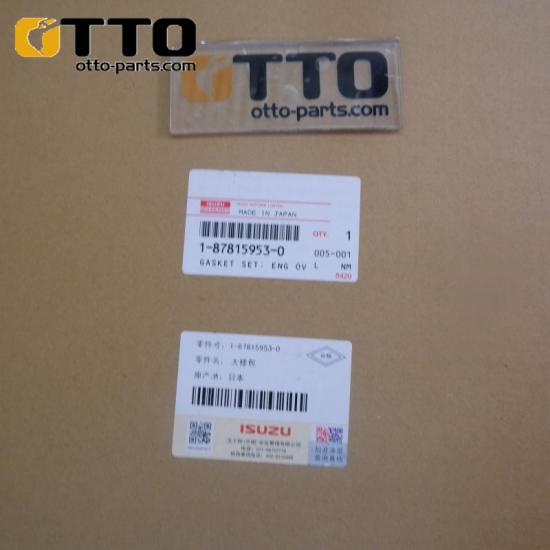 OTTO
otto-parts.com
OTTO
otto-parts.com
ISUZU
MADE IN JAPAN
QTY. 1
1-87815953-0
005-001
GASKET SET: ENG OV L NM
8420
零件号: 1-87815953-0
零件名: 大修包
原产地: 日本
ISUZU